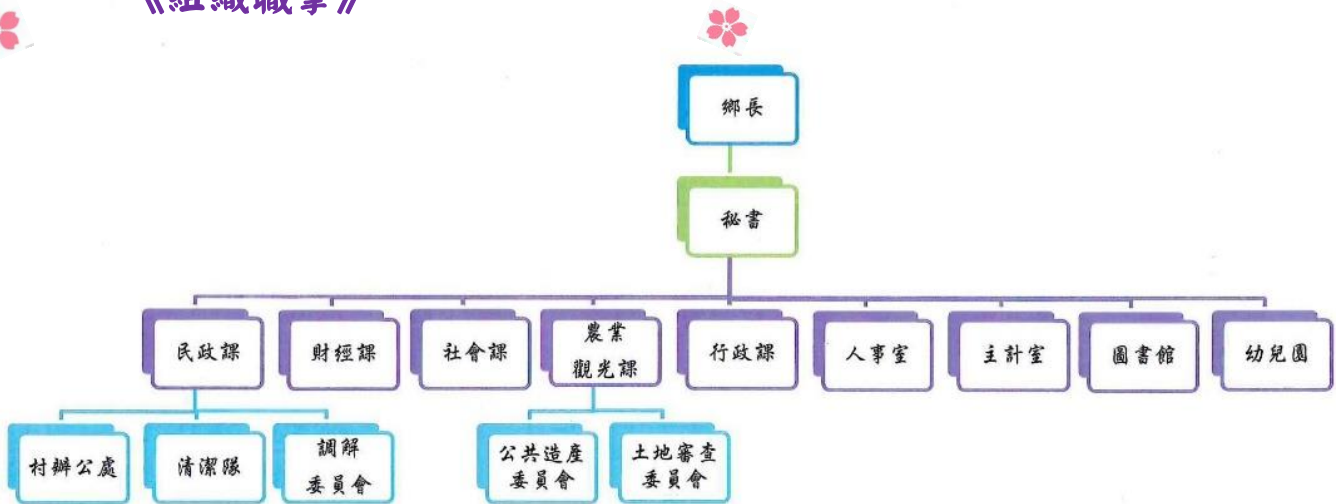 《組織職掌》
鄉長
秘書
民政課
財經課
社會課
農業
觀光課
行政課
人事室
主計室
圖書館
幼兒園
村辦公處
清潔隊
調解
委員會
公共造產
委員會
土地審查
委員會